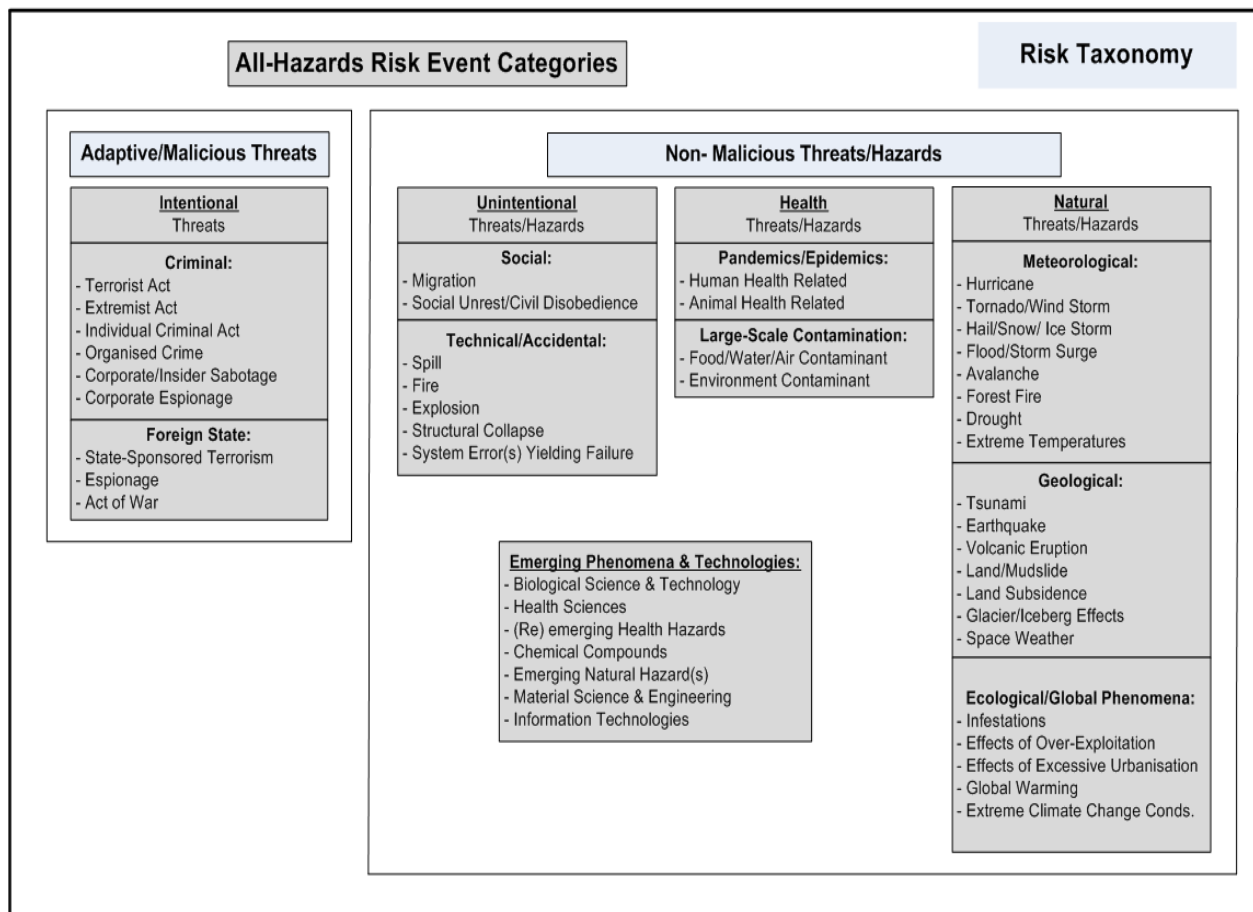 All-Hazards Risk Event Categories
Risk Taxonomy
Adaptive/Malicious Threats
Intentional
Threats
Criminal:
- Terrorist Act
- Extremist Act
- Individual Criminal Act
- Organised Crime
- Corporate/Insider Sabotage
- Corporate Espionage
Foreign State:
- State-Sponsored Terrorism
- Espionage
- Act of War
Non- Malicious Threats/Hazards
Unintentional
Threats/Hazards
Social:
- Migration
- Social Unrest/Civil Disobedience
Technical/Accidental:
- Spill
- Fire
- Explosion
- Structural Collapse
- System Error(s) Yielding Failure
Health
Threats/Hazards
Pandemics/Epidemics:
- Human Health Related
- Animal Health Related
Large-Scale Contamination:
- Food/Water/Air Contaminant
- Environment Contaminant
Natural
Threats/Hazards
Meteorological:
- Hurricane
- Tornado/Wind Storm
- Hail/Snow/ Ice Storm
- Flood/Storm Surge
- Avalanche
- Forest Fire
- Drought
- Extreme Temperatures
Geological:
- Tsunami
- Earthquake
- Volcanic Eruption
- Land/Mudslide
- Land Subsidence
- Glacier/Iceberg Effects
- Space Weather
Ecological/Global Phenomena:
- Infestations
- Effects of Over-Exploitation
- Effects of Excessive Urbanisation
- Global Warming
- Extreme Climate Change Conds.
Emerging Phenomena & Technologies:
- Biological Science & Technology
- Health Sciences
- (Re) emerging Health Hazards
- Chemical Compounds
- Emerging Natural Hazard(s)
- Material Science & Engineering
- Information Technologies